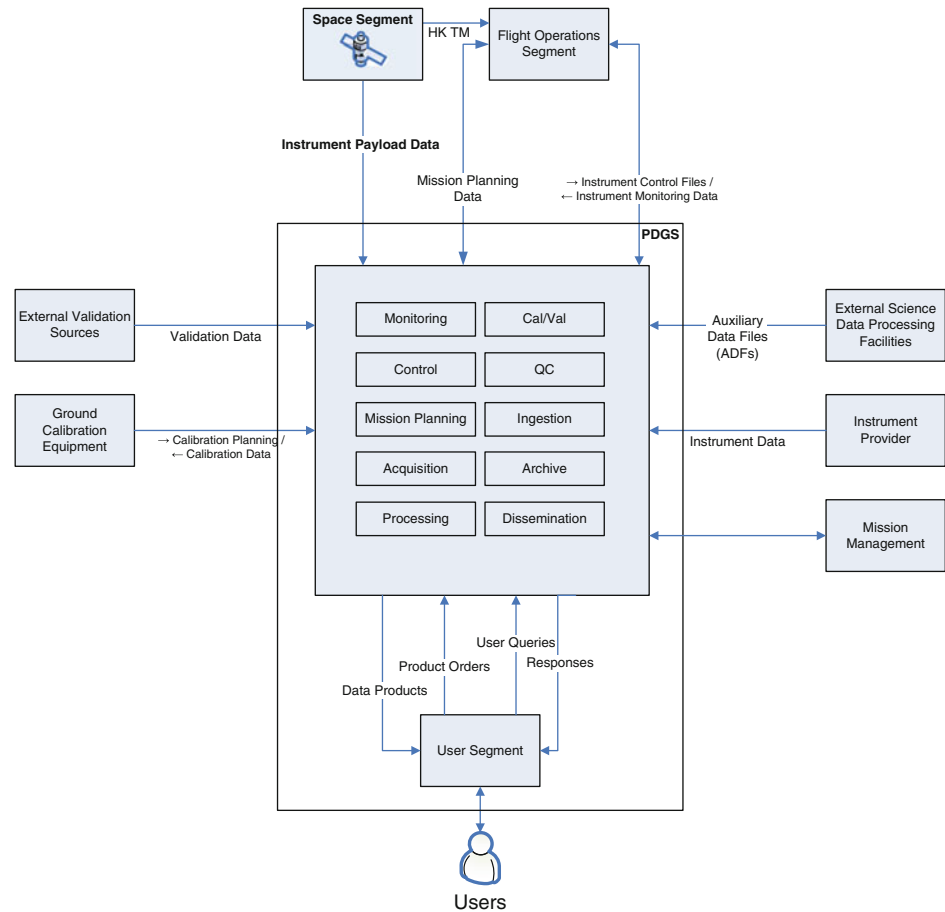 Space Segment
HK TM
Flight Operations
Segment
Instrument Payload Data
Mission Planning
Data
→ Instrument Control Files /
← Instrument Monitoring Data
PDGS
External Validation
Sources
Validation Data
Monitoring
Cal/Val
Auxiliary
Data Files
(ADFs)
External Science
Data Processing
Facilities
Control
QC
Ground
Calibration
Equipment
→ Calibration Planning /
← Calibration Data
Mission Planning
Ingestion
Instrument Data
Instrument
Provider
Acquisition
Archive
Processing
Dissemination
Mission
Management
User Queries
Product Orders
Responses
Data Products
User Segment
Users